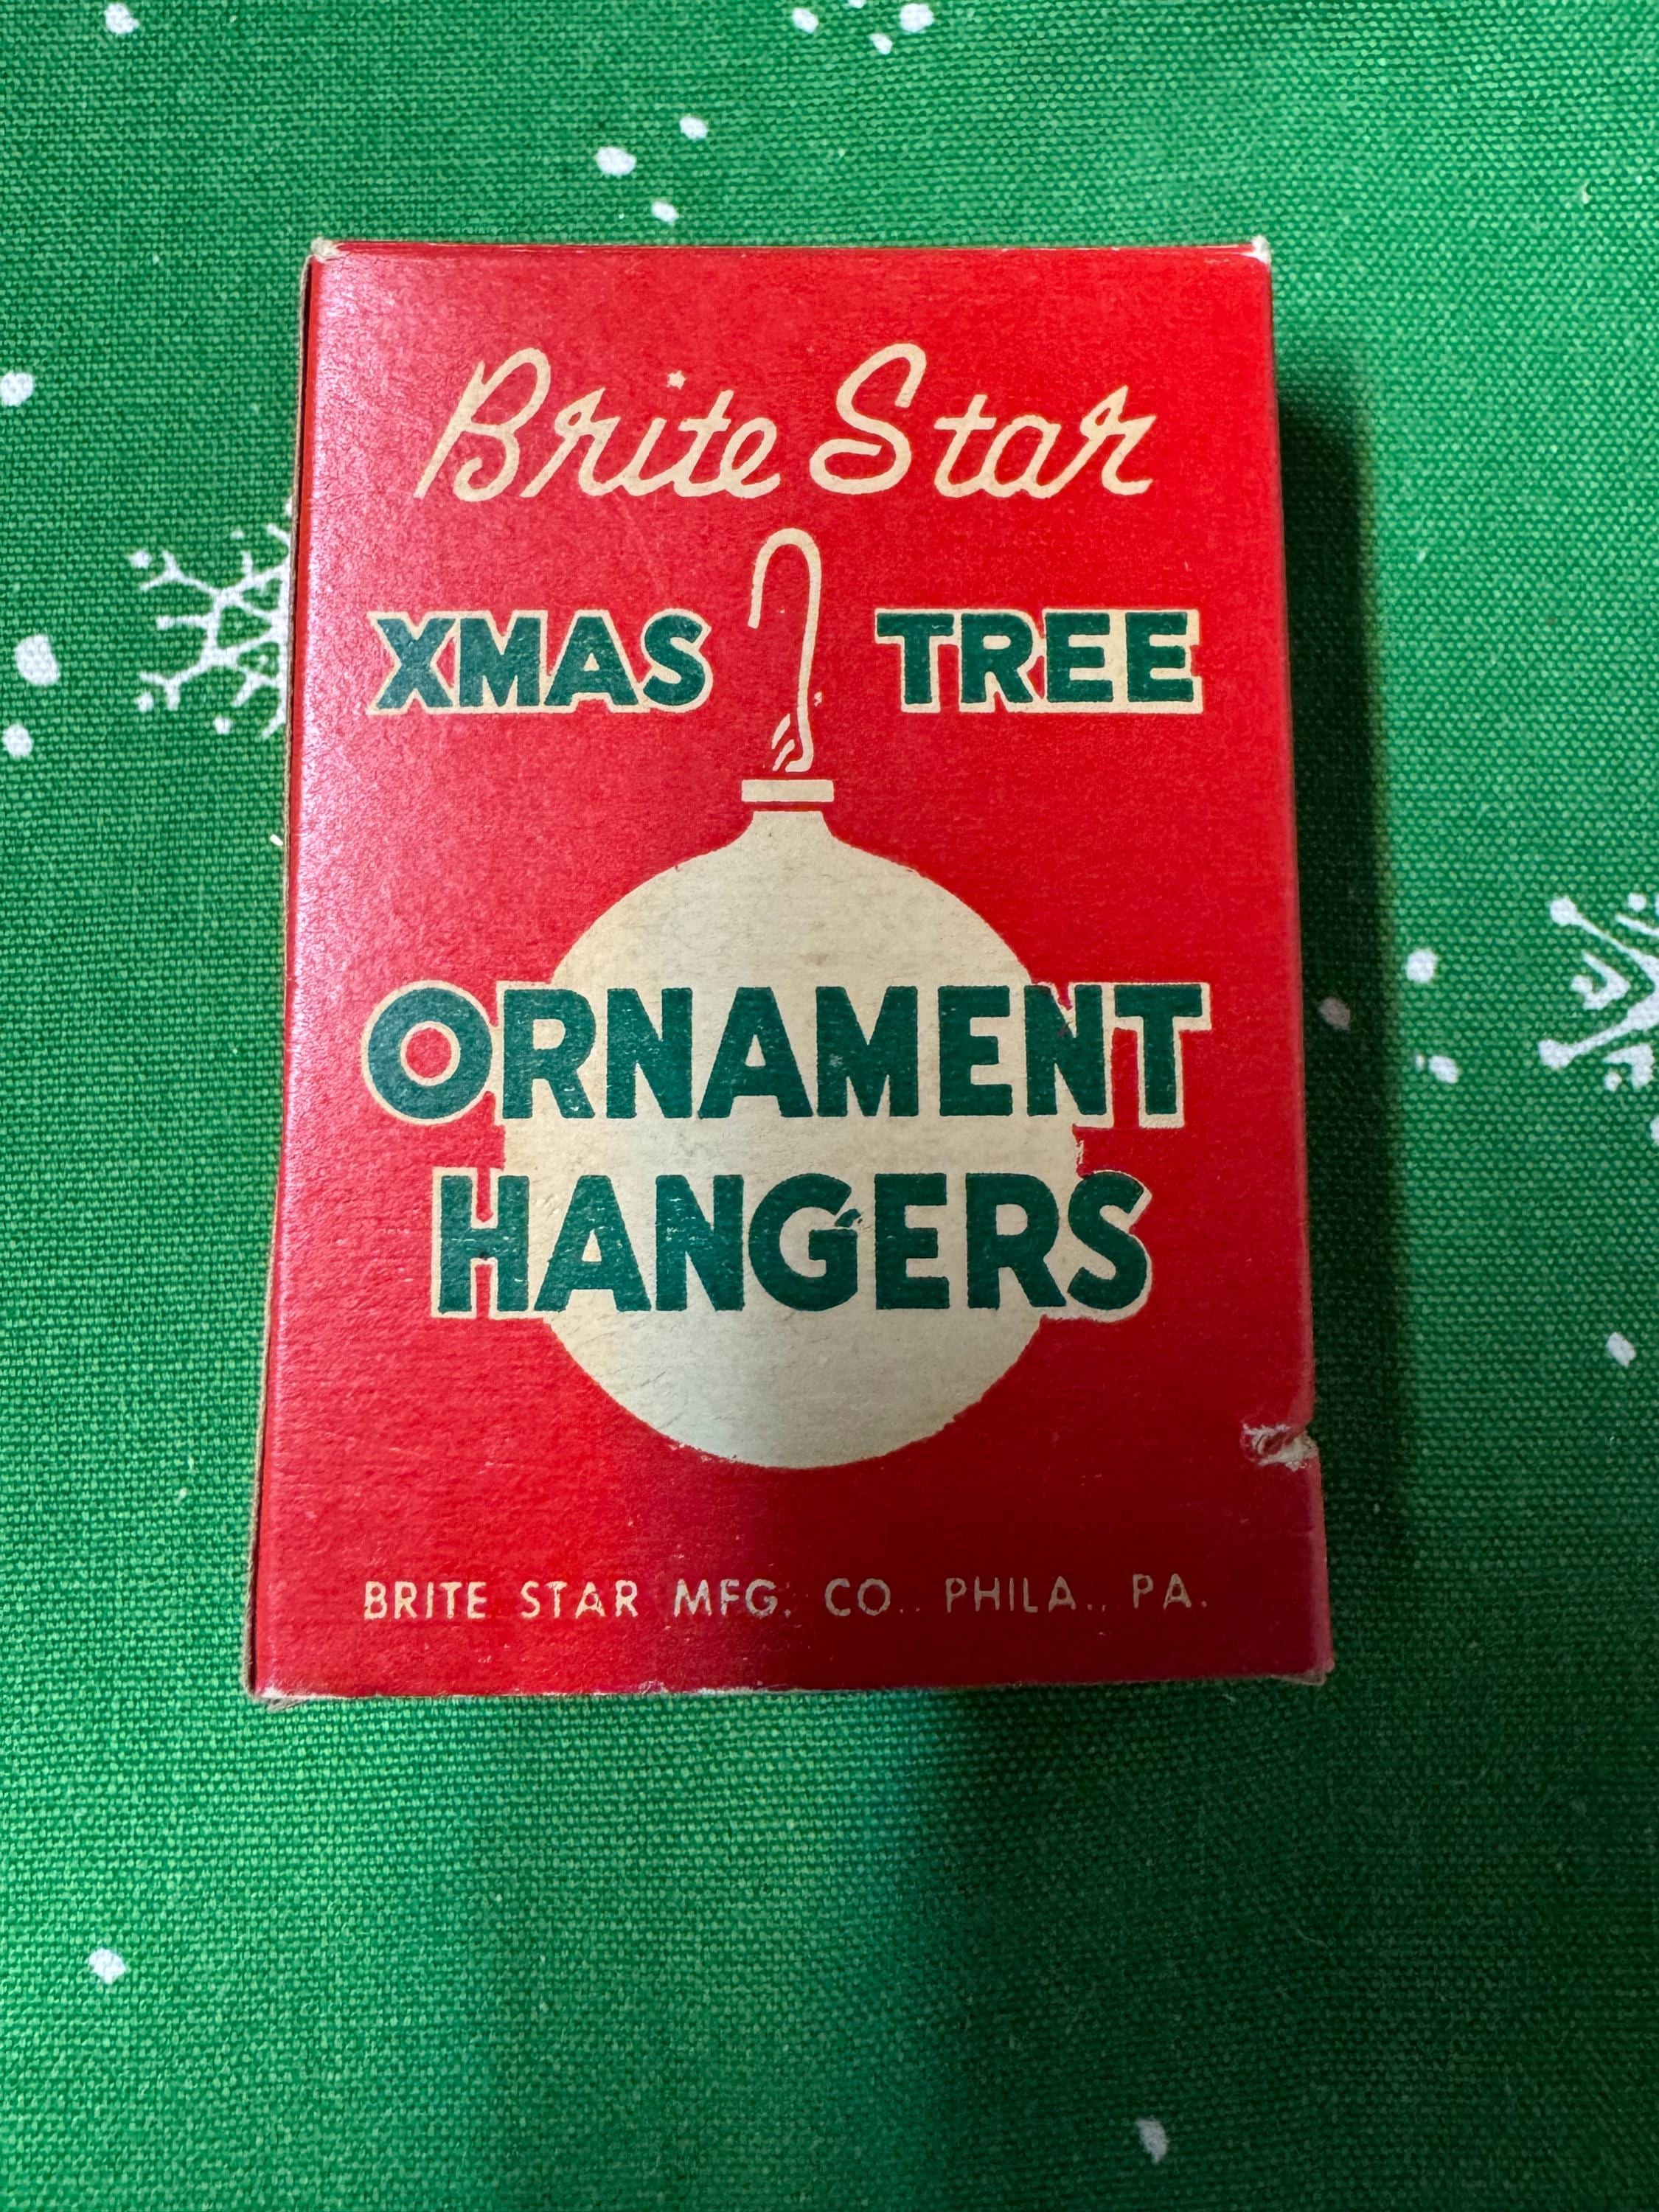 Brite Star
XMAS TREE
ORNAMENT
HANGERS
BRITE STAR MFG. CO., PHILA., PA.